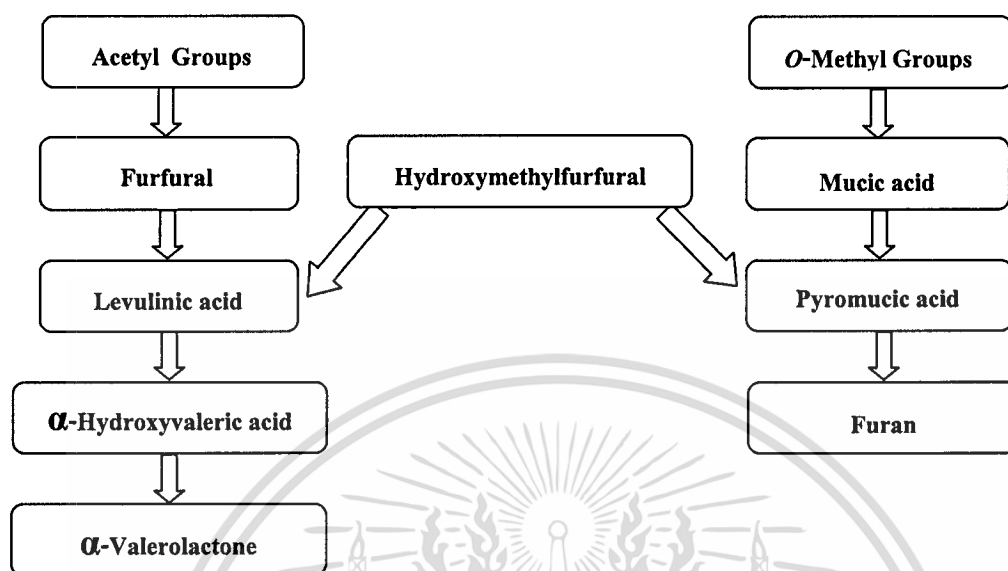 Acetyl Groups
O-Methyl Groups
Furfural
Hydroxymethylfurfural
Mucic acid
Levulinic acid
Pyromucic acid
α-Hydroxyvaleric acid
Furan
α-Valerolactone